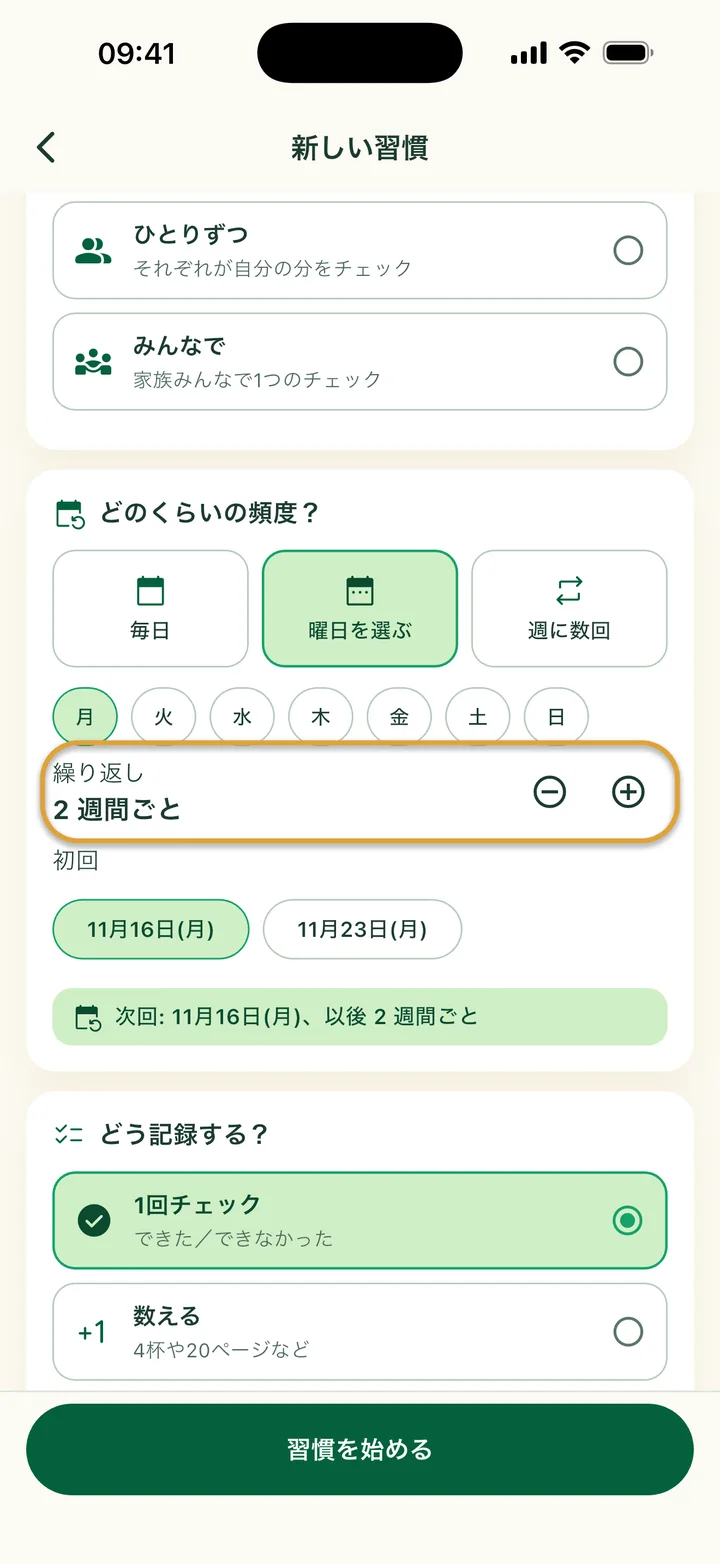 09:41
新しい習慣
ひとりずつ
それぞれが自分の分をチェック
みんなで
家族みんなで1つのチェック
どのくらいの頻度？
毎日
曜日を選ぶ
週に数回
月
火
水
木
金
土
日
繰り返し
2 週間ごと
初回
11月16日(月)
11月23日(月)
次回: 11月16日(月)、以後 2 週間ごと
どう記録する？
1回チェック
できた／できなかった
+1
数える
4杯や20ページなど
習慣を始める